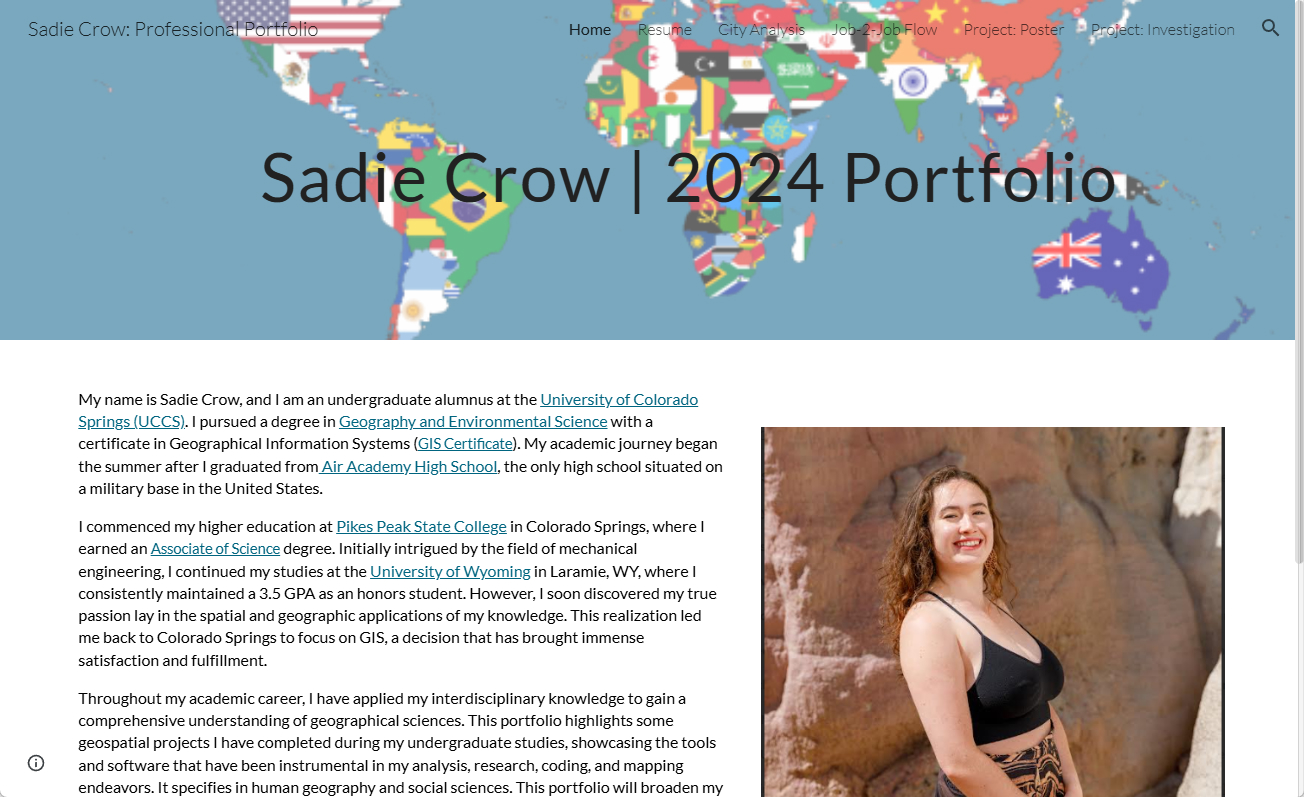 Sadie Crow: Professional Portfolio
Home Resume City Analysis Job-2-Job Flow Project: Poster Project: Investigation
Sadie Crow | 2024 Portfolio
My name is Sadie Crow, and I am an undergraduate alumnus at the University of Colorado
Springs (UCCS). I pursued a degree in Geography and Environmental Science with a
certificate in Geographical Information Systems (GIS Certificate). My academic journey began
the summer after I graduated from Air Academy High School, the only high school situated on
a military base in the United States.
I commenced my higher education at Pikes Peak State College in Colorado Springs, where I
earned an Associate of Science degree. Initially intrigued by the field of mechanical
engineering, I continued my studies at the University of Wyoming in Laramie, WY, where I
consistently maintained a 3.5 GPA as an honors student. However, I soon discovered my true
passion lay in the spatial and geographic applications of my knowledge. This realization led
me back to Colorado Springs to focus on GIS, a decision that has brought immense
satisfaction and fulfillment.
Throughout my academic career, I have applied my interdisciplinary knowledge to gain a
comprehensive understanding of geographical sciences. This portfolio highlights some
geospatial projects I have completed during my undergraduate studies, showcasing the tools
and software that have been instrumental in my analysis, research, coding, and mapping
endeavors. It specifies in human geography and social sciences. This portfolio will broaden my